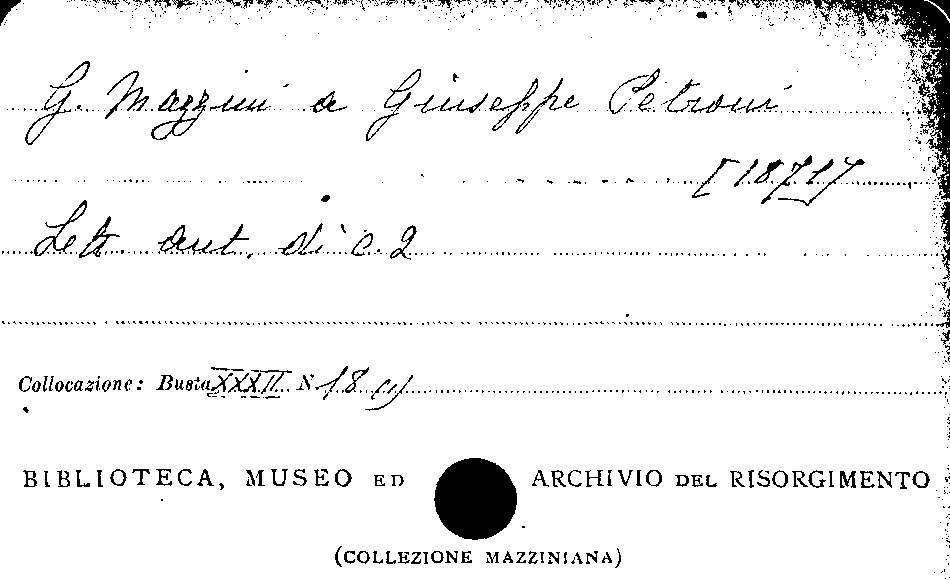 G. Mazzini a Giuseppe Petroni
[1871]
Lett. aut. di c. 2
Collocazione: Busta XXXII N 18 (1)
BIBLIOTECA, MUSEO ED ARCHIVIO DEL RISORGIMENTO
(COLLEZIONE MAZZINIANA)